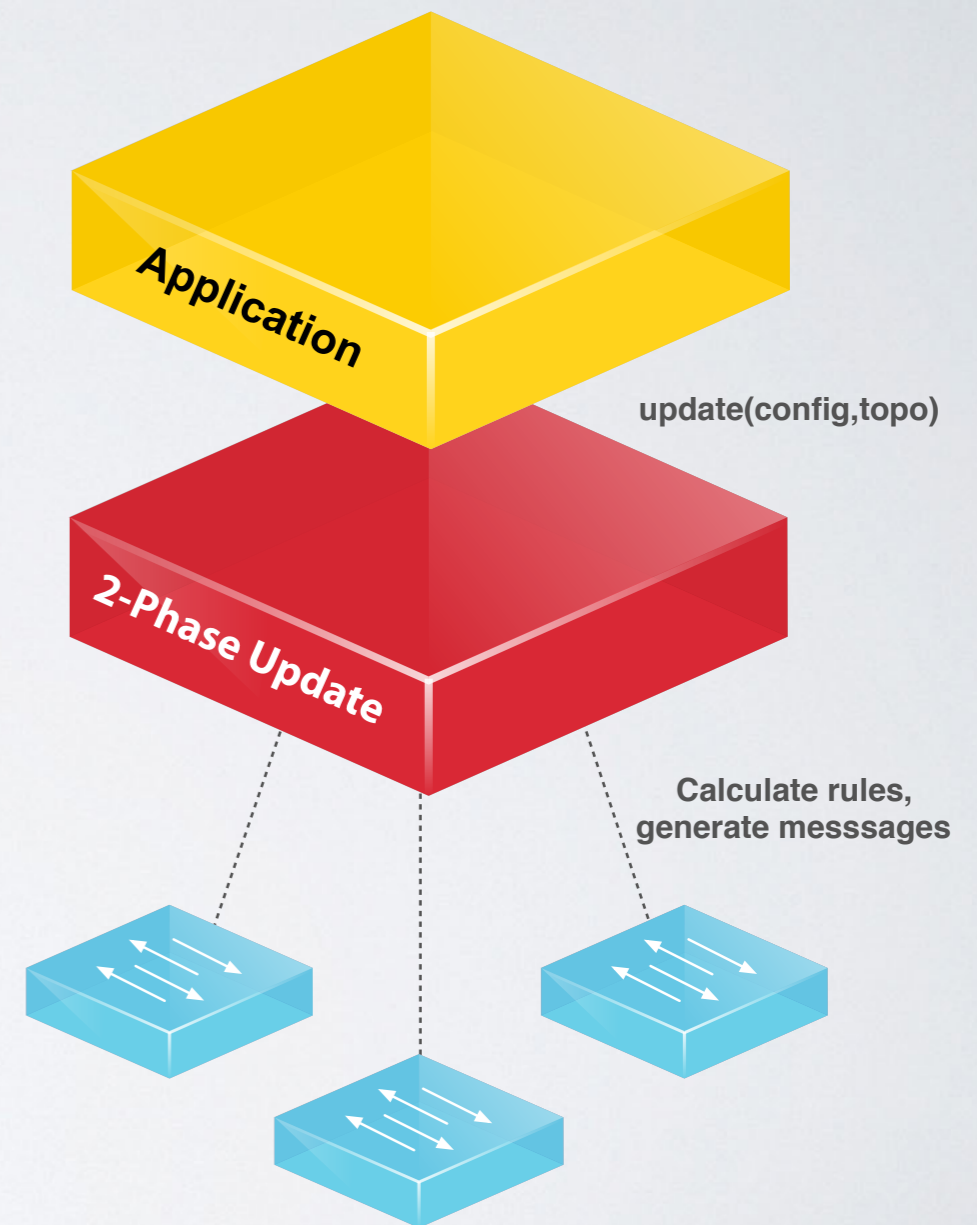 Application
update(config,topo)
2-Phase Update
Calculate rules,
generate messsages